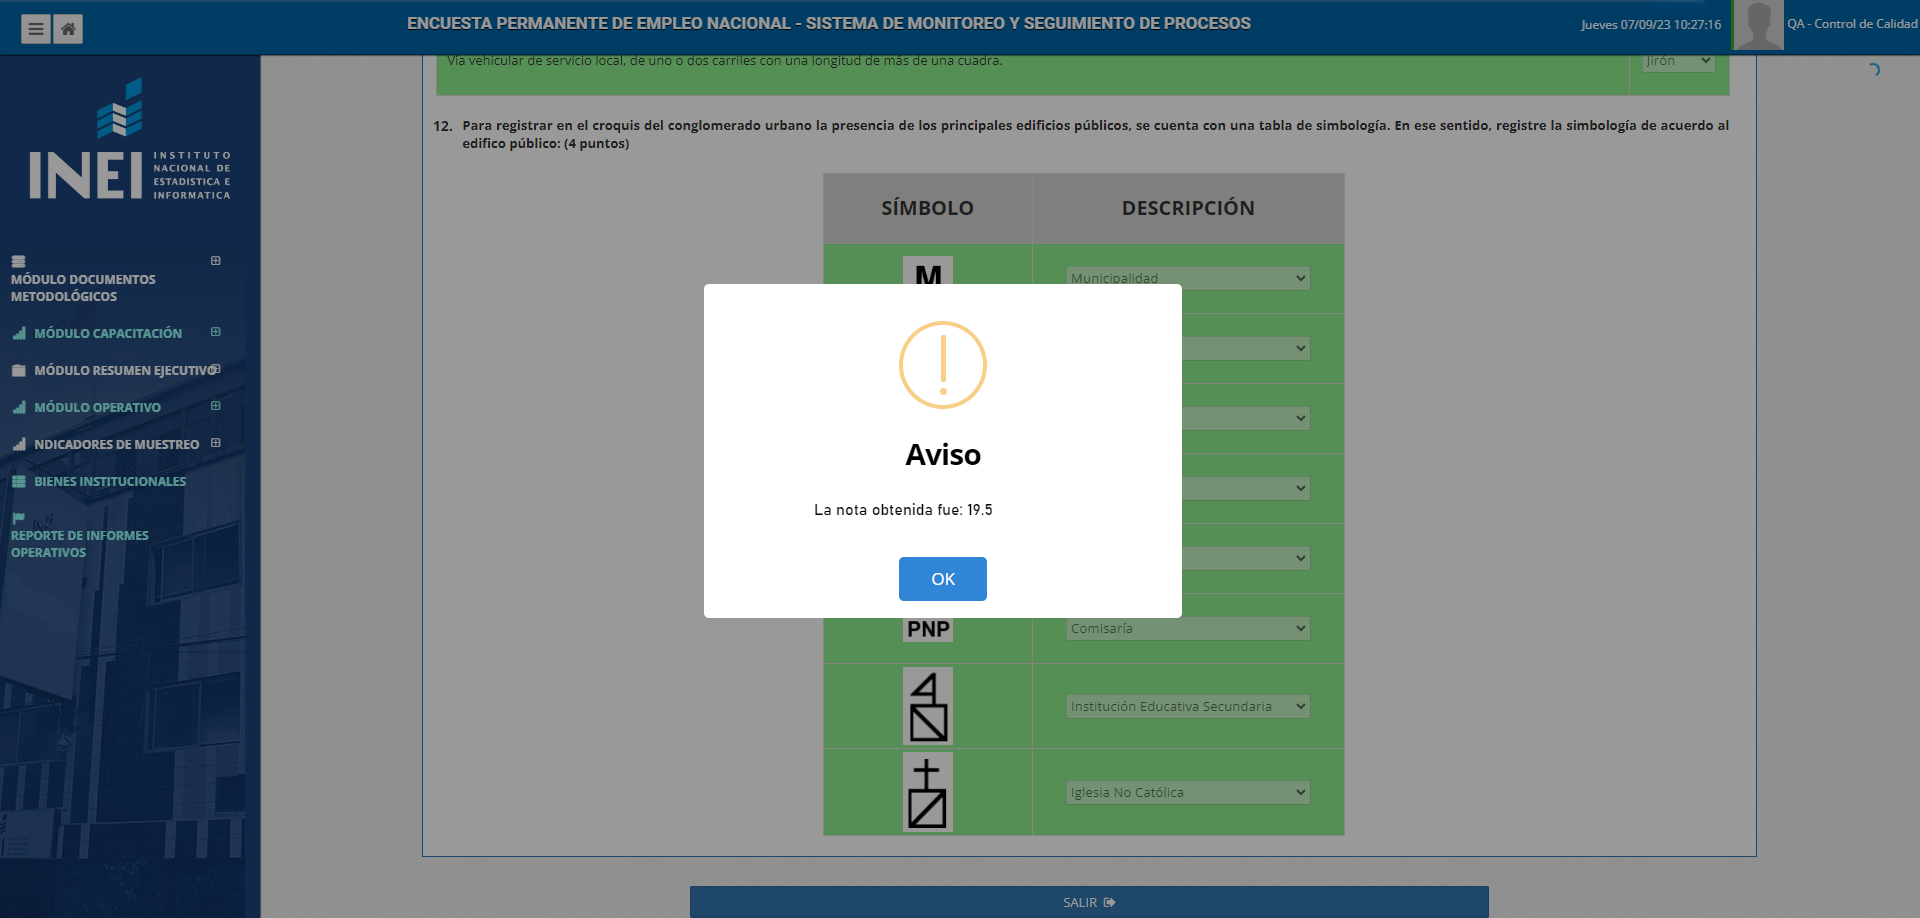 ENCUESTA PERMANENTE DE EMPLEO NACIONAL - SISTEMA DE MONITOREO Y SEGUIMIENTO DE PROCESOS
Jueves 07/09/23 10:27:16
QA - Control de Calidad
INEI
INSTITUTO
NACIONAL DE
ESTADISTICA E
INFORMATICA
MÓDULO DOCUMENTOS
METODOLÓGICOS
MÓDULO CAPACITACIÓN
MÓDULO RESUMEN EJECUTIVO
MÓDULO OPERATIVO
NDICADORES DE MUESTREO
BIENES INSTITUCIONALES
REPORTE DE INFORMES
OPERATIVOS
Vía vehicular de servicio local, de uno o dos carriles con una longitud de más de una cuadra.
Jirón
12. Para registrar en el croquis del conglomerado urbano la presencia de los principales edificios públicos, se cuenta con una tabla de simbología. En ese sentido, registre la simbología de acuerdo al
edifico público: (4 puntos)
SÍMBOLO
DESCRIPCIÓN
M
Municipalidad
Aviso
La nota obtenida fue: 19.5
OK
PNP
Comisaría
Institución Educativa Secundaria
Iglesia No Católica
SALIR